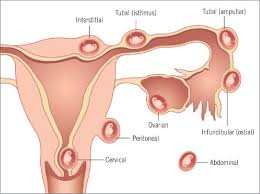 Interstitial
Tubal (isthmus)
Tubal (ampullar)
Ovarian
Infundibular (ostial)
Peritoneal
Cervical
Abdominal